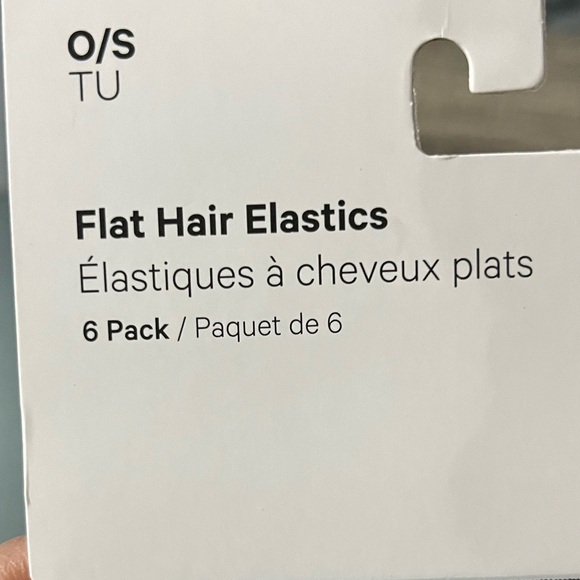 O/S
TU
Flat Hair Elastics
Élastiques à cheveux plats
6 Pack / Paquet de 6